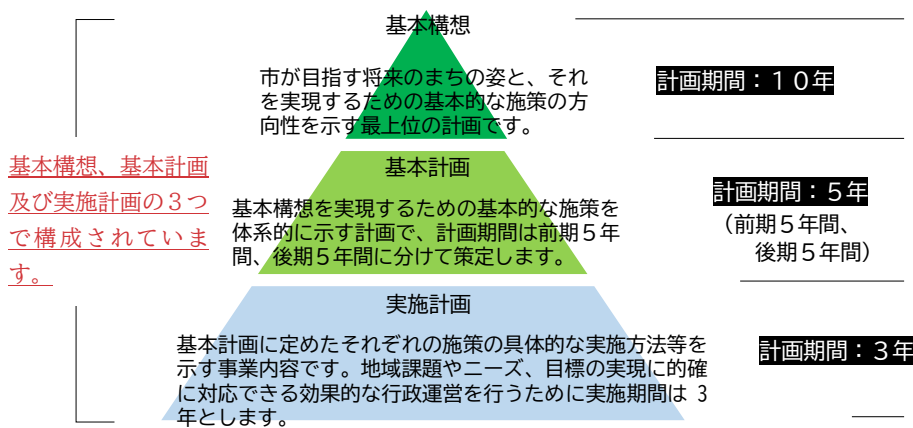 基本構想
市が目指す将来のまちの姿と、それ
を実現するための基本的な施策の方
向性を示す最上位の計画です。
計画期間：１０年
基本構想、基本計画
及び実施計画の３つ
で構成されていま
す。
基本計画
基本構想を実現するための基本的な施策を
体系的に示す計画で、計画期間は前期５年
間、後期５年間に分けて策定します。
計画期間：５年
（前期５年間、
後期５年間）
実施計画
基本計画に定めたそれぞれの施策の具体的な実施方法等を
示す事業内容です。地域課題やニーズ、目標の実現に的確
に対応できる効果的な行政運営を行うために実施期間は 3
年とします。
計画期間：３年